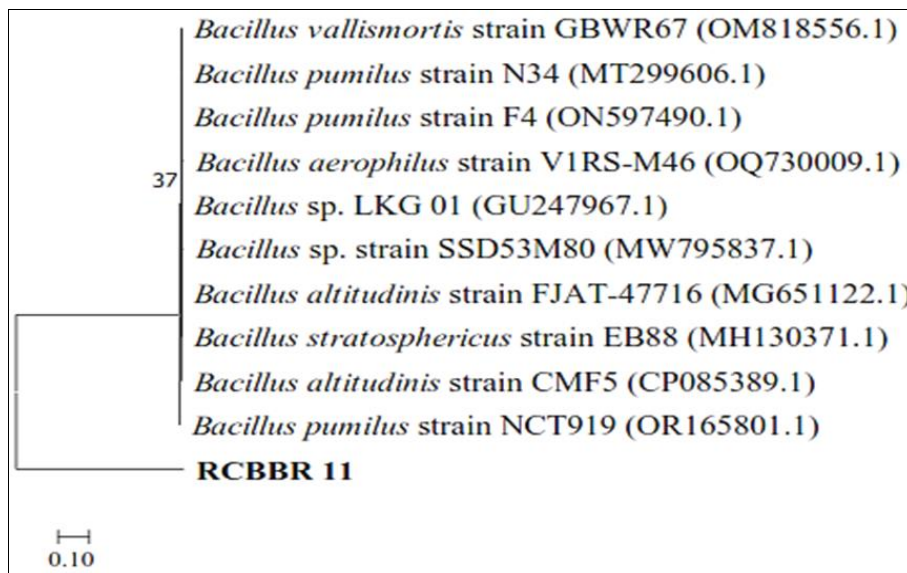 Bacillus vallismortis strain GBWR67 (OM818556.1)
Bacillus pumilus strain N34 (MT299606.1)
Bacillus pumilus strain F4 (ON597490.1)
Bacillus aerophilus strain V1RS-M46 (OQ730009.1)
37
Bacillus sp. LKG 01 (GU247967.1)
Bacillus sp. strain SSD53M80 (MW795837.1)
Bacillus altitudinis strain FJAT-47716 (MG651122.1)
Bacillus stratosphericus strain EB88 (MH130371.1)
Bacillus altitudinis strain CMF5 (CP085389.1)
Bacillus pumilus strain NCT919 (OR165801.1)
RCBBR 11
0.10